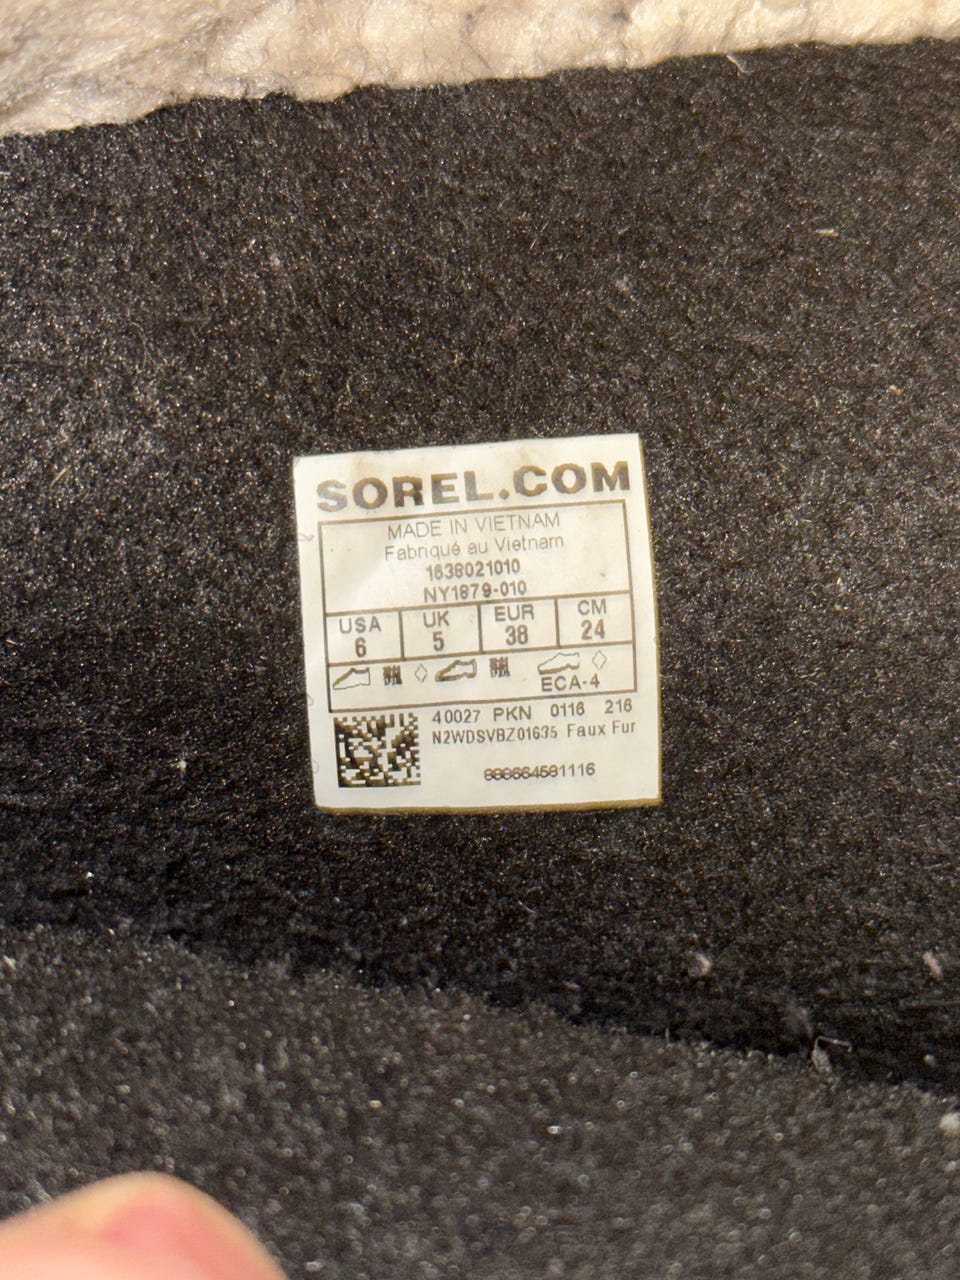 SOREL.COM
MADE IN VIETNAM
Fabriqué au Vietnam
1638021010
NY1879-010
USA UK EUR CM
6 5 38 24
ECA-4
40027 PKN 0116 216
N2WDSVBZ01635 Faux Fur
888664581116